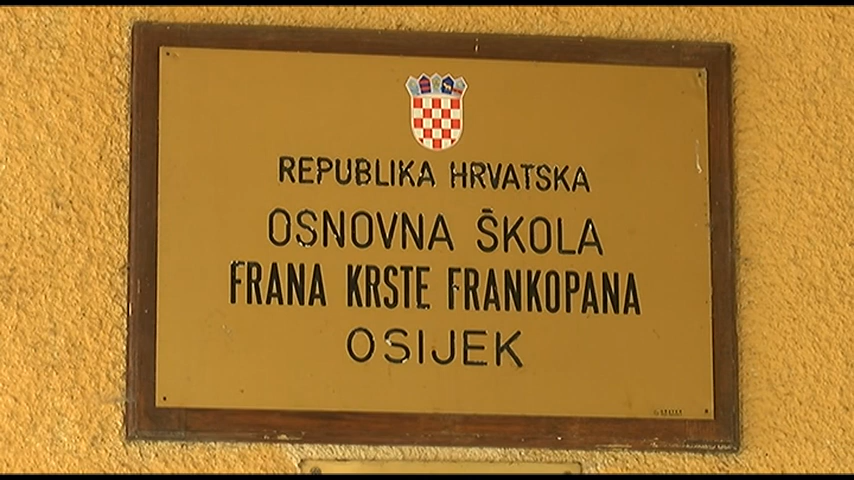 REPUBLIKA HRVATSKA
OSNOVNA ŠKOLA
FRANA KRSTE FRANKOPANA
OSIJEK